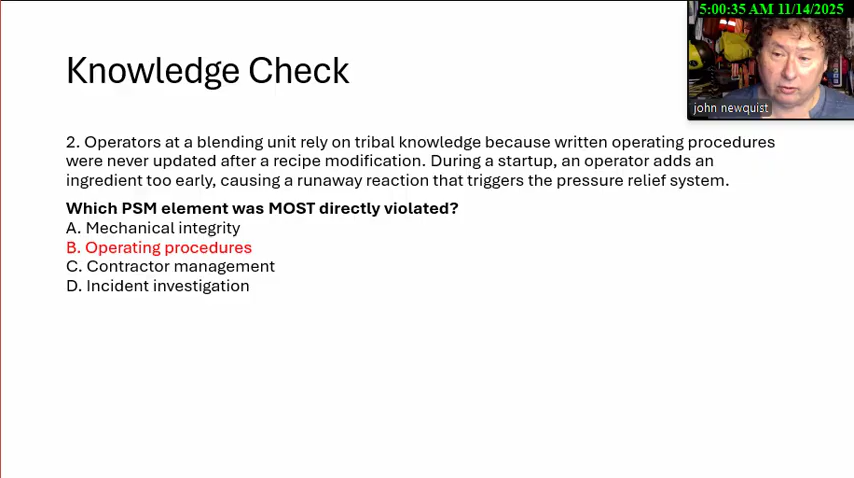 5:00:35 AM 11/14/2025
john newquist
Knowledge Check
2. Operators at a blending unit rely on tribal knowledge because written operating procedures
were never updated after a recipe modification. During a startup, an operator adds an
ingredient too early, causing a runaway reaction that triggers the pressure relief system.
Which PSM element was MOST directly violated?
A. Mechanical integrity
B. Operating procedures
C. Contractor management
D. Incident investigation